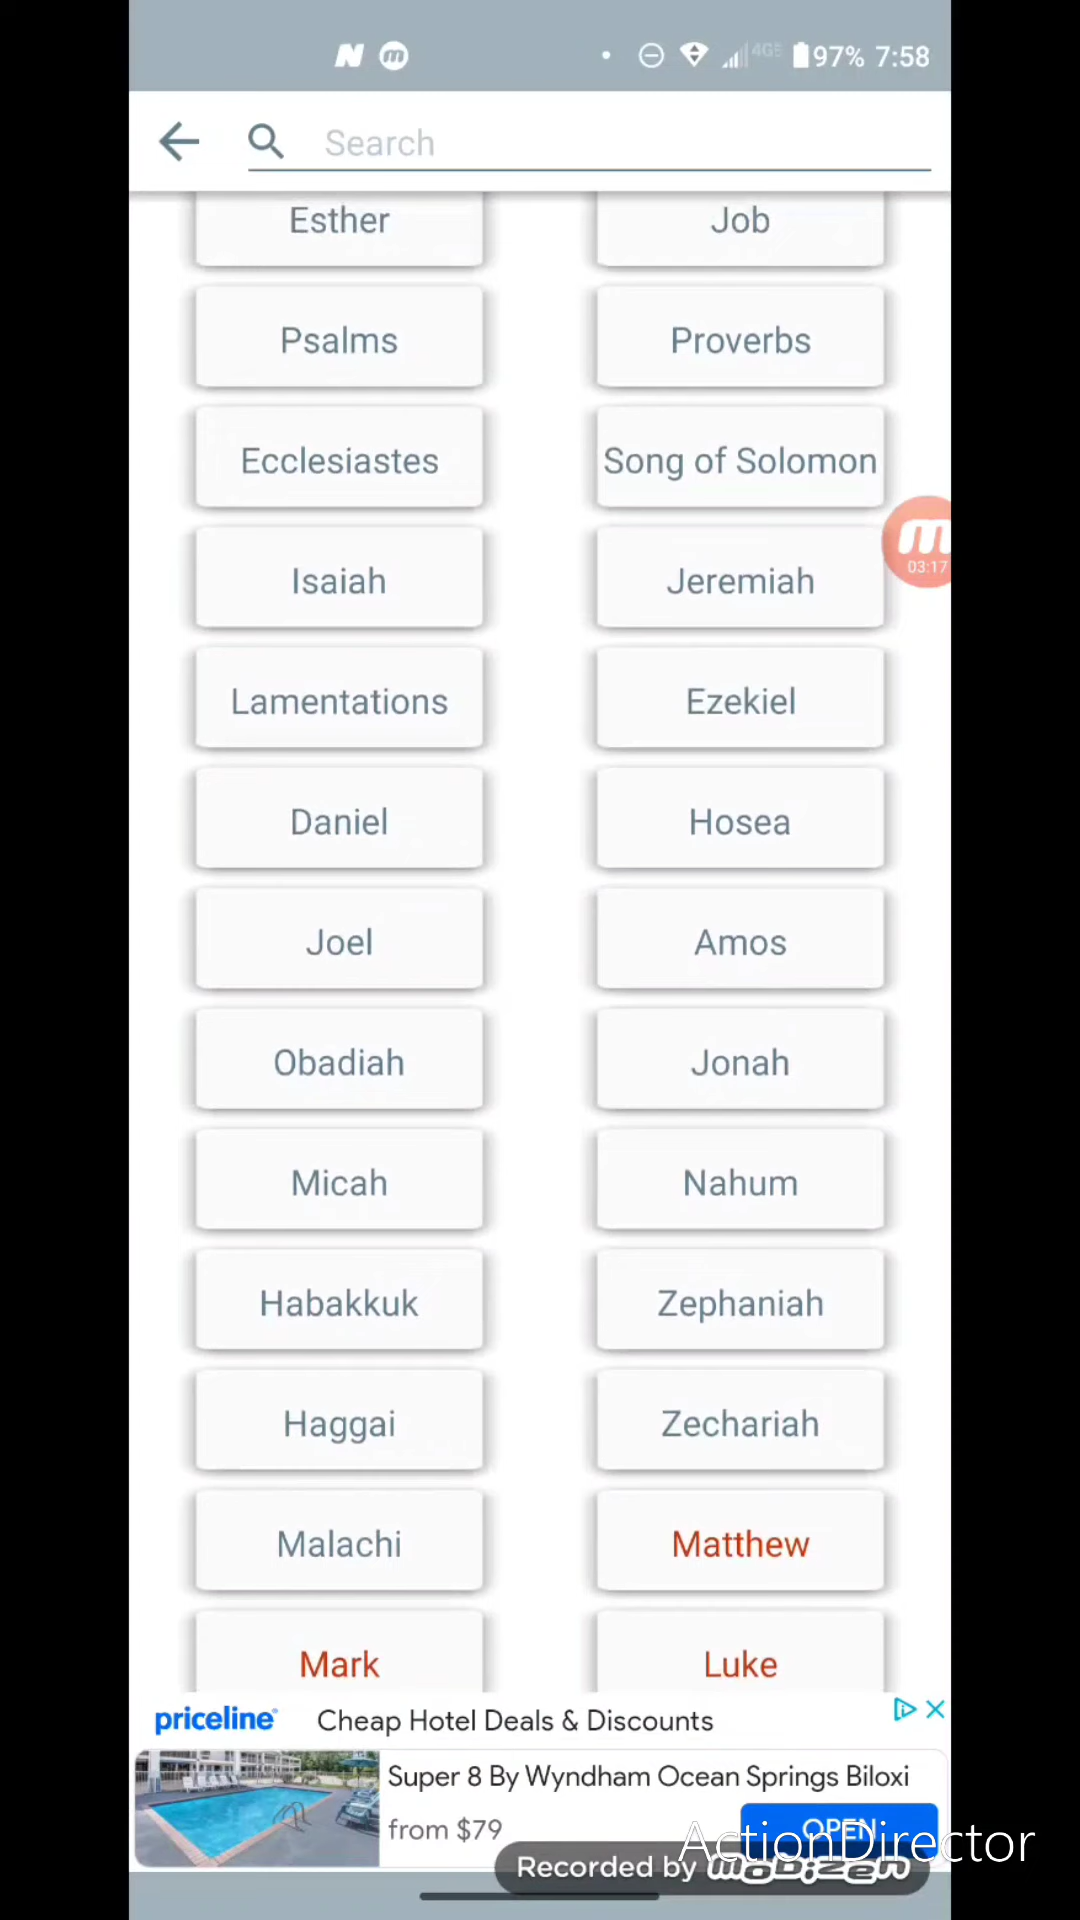 97% 7:58
Search
Esther Job
Psalms Proverbs
Ecclesiastes Song of Solomon
m
03:17
Isaiah Jeremiah
Lamentations Ezekiel
Daniel Hosea
Joel Amos
Obadiah Jonah
Micah Nahum
Habakkuk Zephaniah
Haggai Zechariah
Malachi Matthew
Mark Luke
priceline Cheap Hotel Deals & Discounts
Super 8 By Wyndham Ocean Springs Biloxi
from $79 OPEN
ActionDirector
Recorded by mobizen